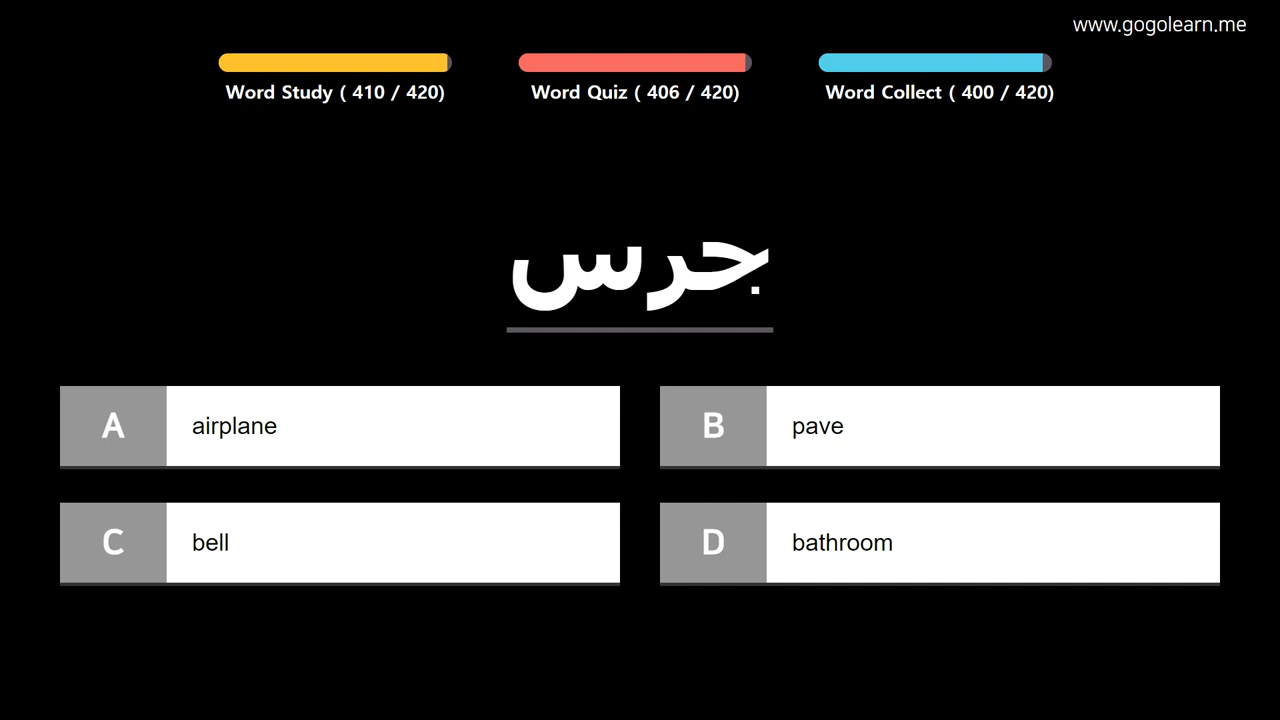 www.gogolearn.me
Word Study ( 410 / 420)
Word Quiz ( 406 / 420)
Word Collect ( 400 / 420)
جرس
A airplane
B pave
C bell
D bathroom